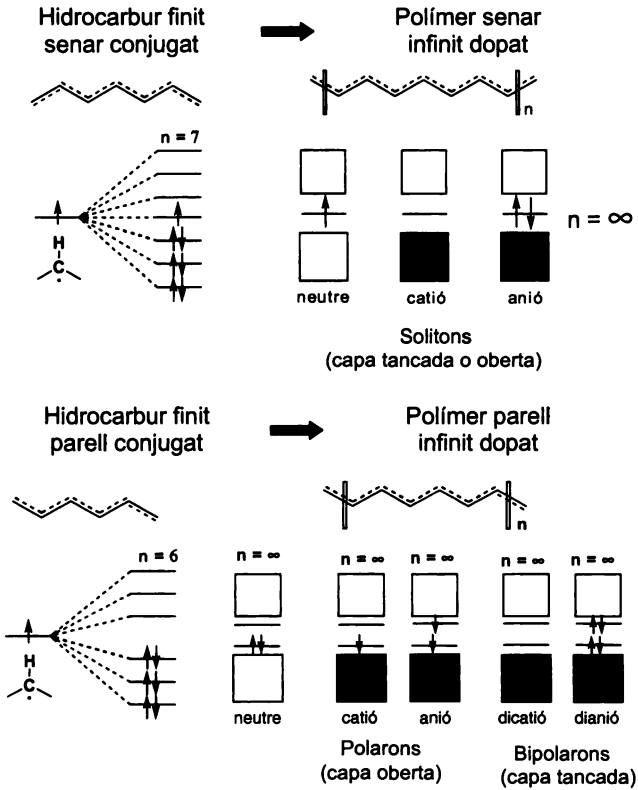 Hidrocarbur finit
senar conjugat
Polímer senar
infinit dopat
n
n = 7
H
C
neutre
catió
anió
n = ∞
Solitons
(capa tancada o oberta)
Hidrocarbur finit
parell conjugat
Polímer parell
infinit dopat
n
n = 6
H
C
n = ∞
n = ∞
n = ∞
n = ∞
n = ∞
neutre
catió
anió
dicatió
dianió
Polarons
(capa oberta)
Bipolarons
(capa tancada)